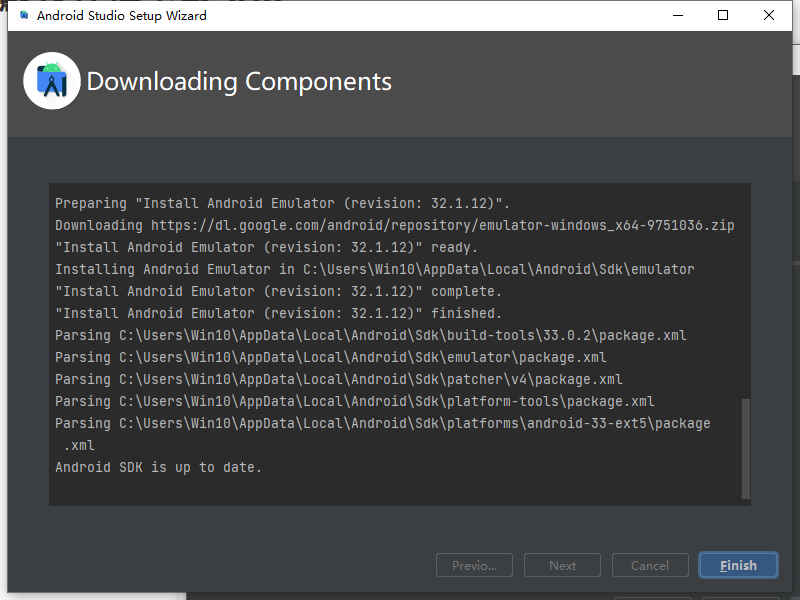 Android Studio Setup Wizard
Downloading Components
Preparing "Install Android Emulator (revision: 32.1.12)".
Downloading https://dl.google.com/android/repository/emulator-windows_x64-9751036.zip
"Install Android Emulator (revision: 32.1.12)" ready.
Installing Android Emulator in C:\Users\Win10\AppData\Local\Android\Sdk\emulator
"Install Android Emulator (revision: 32.1.12)" complete.
"Install Android Emulator (revision: 32.1.12)" finished.
Parsing C:\Users\Win10\AppData\Local\Android\Sdk\build-tools\33.0.2\package.xml
Parsing C:\Users\Win10\AppData\Local\Android\Sdk\emulator\package.xml
Parsing C:\Users\Win10\AppData\Local\Android\Sdk\patcher\v4\package.xml
Parsing C:\Users\Win10\AppData\Local\Android\Sdk\platform-tools\package.xml
Parsing C:\Users\Win10\AppData\Local\Android\Sdk\platforms\android-33-ext5\package
.xml
Android SDK is up to date.
Previo... Next Cancel Finish